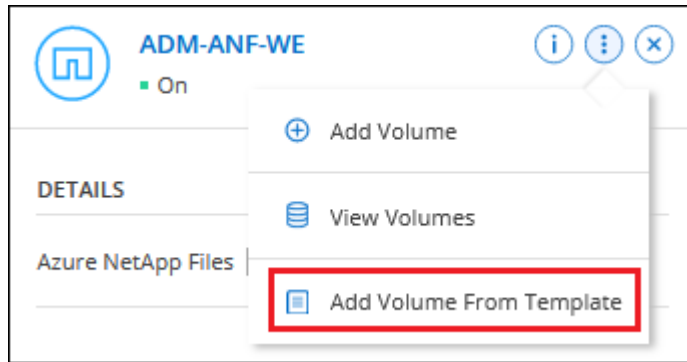 ADM-ANF-WE
On
Add Volume
DETAILS
View Volumes
Azure NetApp Files
Add Volume From Template